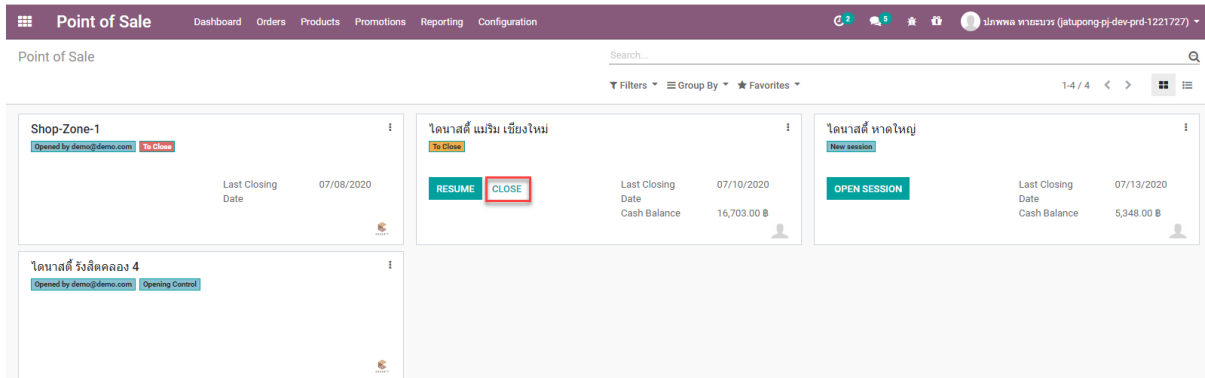 Point of Sale Dashboard Orders Products Promotions Reporting Configuration 2 5 ปภพพล ทายะบวร (jatupong-pj-dev-prd-1221727)
Point of Sale Search...
Filters Group By Favorites 1-4 / 4
Shop-Zone-1
Opened by demo@demo.com To Close
Last Closing Date 07/08/2020
ไดนาสตี้ แม่ริม เชียงใหม่
To Close
RESUME CLOSE
Last Closing Date 07/10/2020
Cash Balance 16,703.00 ฿
ไดนาสตี้ หาดใหญ่
New session
OPEN SESSION
Last Closing Date 07/13/2020
Cash Balance 5,348.00 ฿
ไดนาสตี้ รังสิตคลอง 4
Opened by demo@demo.com Opening Control